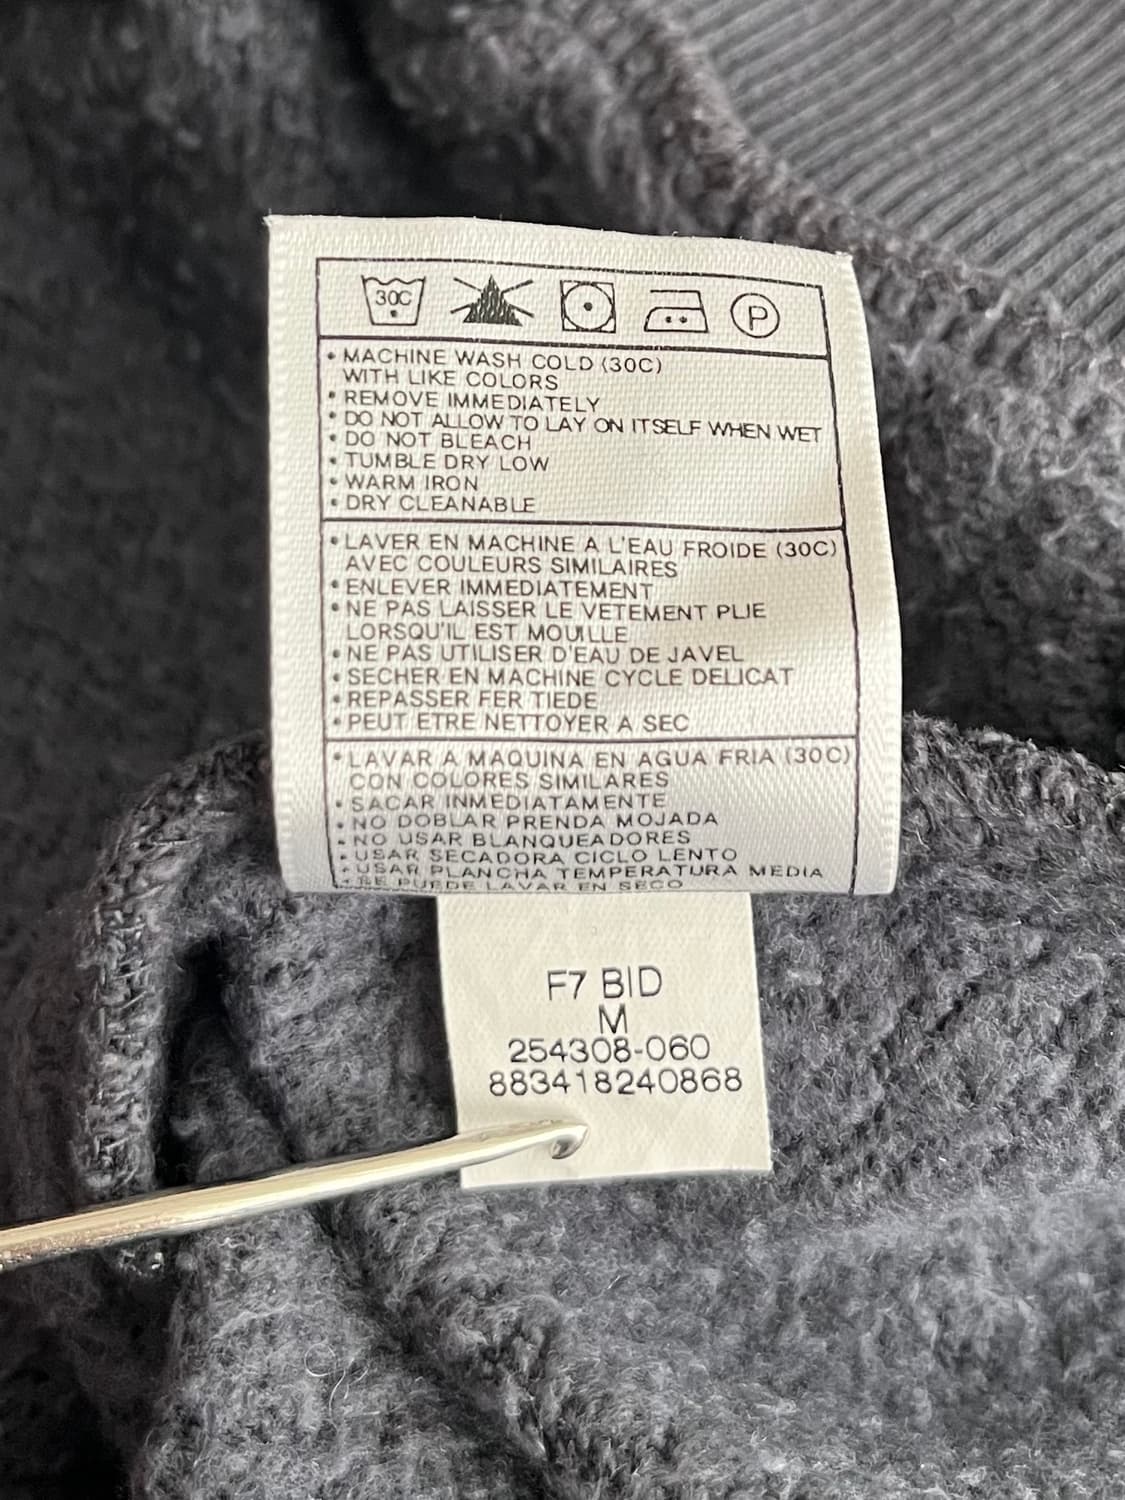 30C
P
• MACHINE WASH COLD (30C)
WITH LIKE COLORS
• REMOVE IMMEDIATELY
• DO NOT ALLOW TO LAY ON ITSELF WHEN WET
• DO NOT BLEACH
• TUMBLE DRY LOW
• WARM IRON
• DRY CLEANABLE
• LAVER EN MACHINE A L'EAU FROIDE (30C)
AVEC COULEURS SIMILAIRES
• ENLEVER IMMEDIATEMENT
• NE PAS LAISSER LE VETEMENT PLIE
LORSQU'IL EST MOUILLE
• NE PAS UTILISER D'EAU DE JAVEL
• SECHER EN MACHINE CYCLE DELICAT
• REPASSER FER TIEDE
• PEUT ETRE NETTOYER A SEC
• LAVAR A MAQUINA EN AGUA FRIA (30C)
CON COLORES SIMILARES
• SACAR INMEDIATAMENTE
• NO DOBLAR PRENDA MOJADA
• NO USAR BLANQUEADORES
• USAR SECADORA CICLO LENTO
• USAR PLANCHA TEMPERATURA MEDIA
• SE PUEDE LAVAR EN SECO
F7 BID
M
254308-060
883418240868